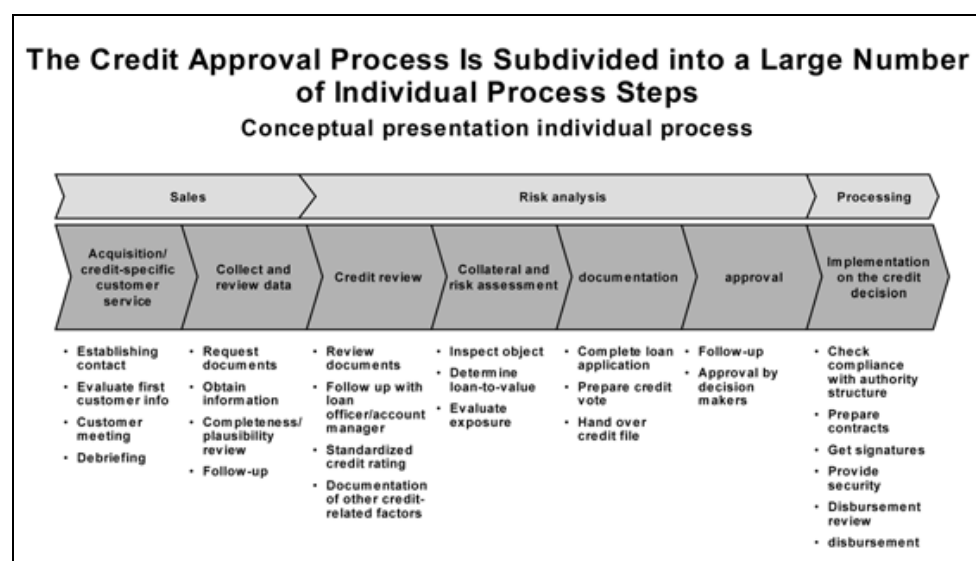 The Credit Approval Process Is Subdivided into a Large Number
of Individual Process Steps
Conceptual presentation individual process
Sales
Risk analysis
Processing
Acquisition/
credit-specific
customer
service
Collect and
review data
Credit review
Collateral and
risk assessment
documentation
approval
Implementation
on the credit
decision
• Establishing
contact
• Evaluate first
customer info
• Customer
meeting
• Debriefing
• Request
documents
• Obtain
information
• Completeness/
plausibility
review
• Follow-up
• Review
documents
• Follow up with
loan
officer/account
manager
• Standardized
credit rating
• Documentation
of other credit-
related factors
• Inspect object
• Determine
loan-to-value
• Evaluate
exposure
• Complete loan
application
• Prepare credit
vote
• Hand over
credit file
• Follow-up
• Approval by
decision
makers
• Check
compliance
with authority
structure
• Prepare
contracts
• Get signatures
• Provide
security
• Disbursement
review
• disbursement